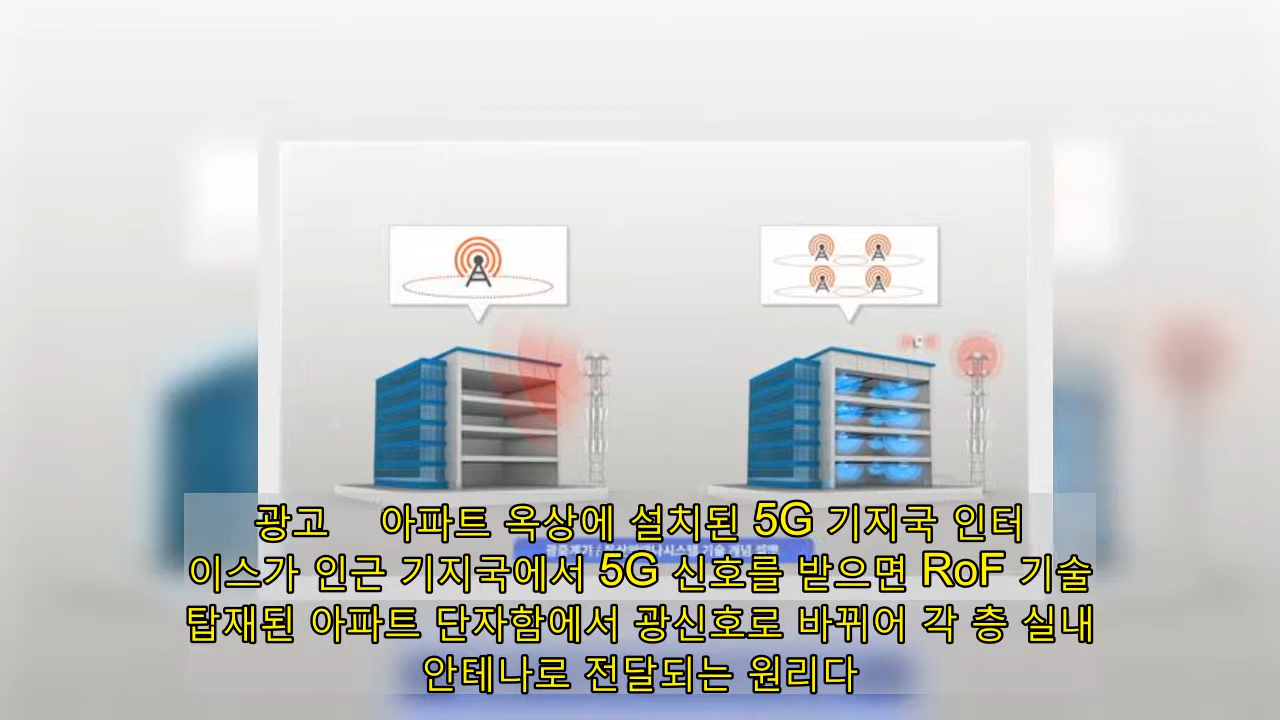 광고 아파트 옥상에 설치된 5G 기지국 인터
이스가 인근 기지국에서 5G 신호를 받으면 RoF 기술
탑재된 아파트 단자함에서 광신호로 바뀌어 각 층 실내
안테나로 전달되는 원리다